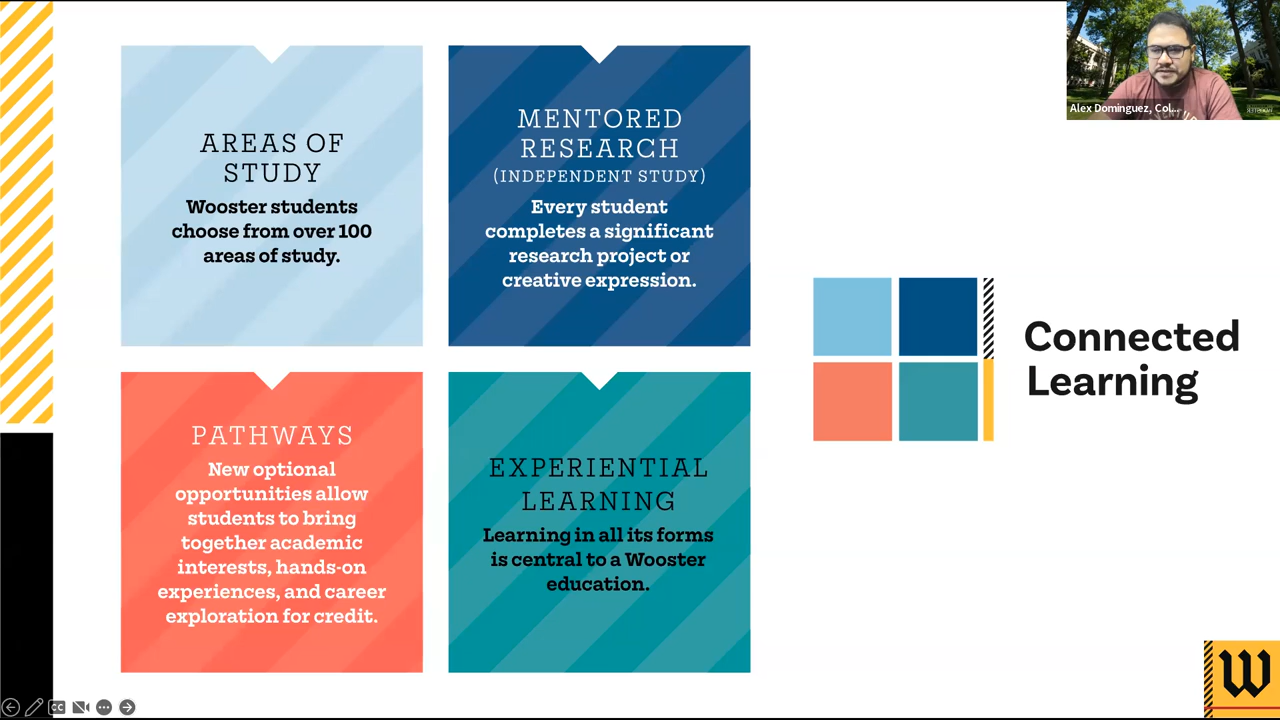 AREAS OF
STUDY
Wooster students
choose from over 100
areas of study.
MENTORED
RESEARCH
(INDEPENDENT STUDY)
Every student
completes a significant
research project or
creative expression.
PATHWAYS
New optional
opportunities allow
students to bring
together academic
interests, hands-on
experiences, and career
exploration for credit.
EXPERIENTIAL
LEARNING
Learning in all its forms
is central to a Wooster
education.
Connected
Learning
Alex Dominguez, Col...
W
CC